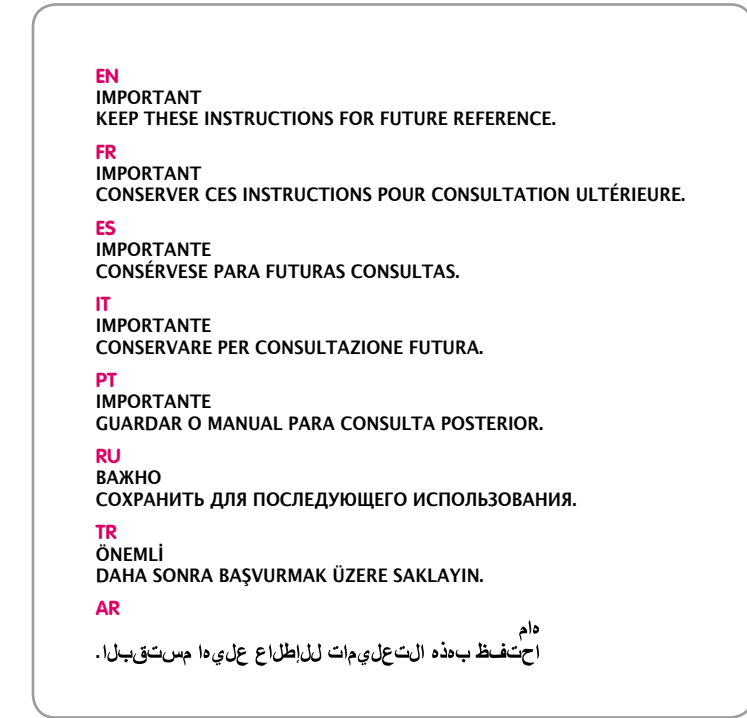 EN
IMPORTANT
KEEP THESE INSTRUCTIONS FOR FUTURE REFERENCE.
FR
IMPORTANT
CONSERVER CES INSTRUCTIONS POUR CONSULTATION ULTÉRIEURE.
ES
IMPORTANTE
CONSÉRVESE PARA FUTURAS CONSULTAS.
IT
IMPORTANTE
CONSERVARE PER CONSULTAZIONE FUTURA.
PT
IMPORTANTE
GUARDAR O MANUAL PARA CONSULTA POSTERIOR.
RU
ВАЖНО
СОХРАНИТЬ ДЛЯ ПОСЛЕДУЮЩЕГО ИСПОЛЬЗОВАНИЯ.
TR
ÖNEMLİ
DAHA SONRA BAŞVURMAK ÜZERE SAKLAYIN.
AR
هام
احتفظ بهذه التعليمات للإطلاع عليها مستقبلا.